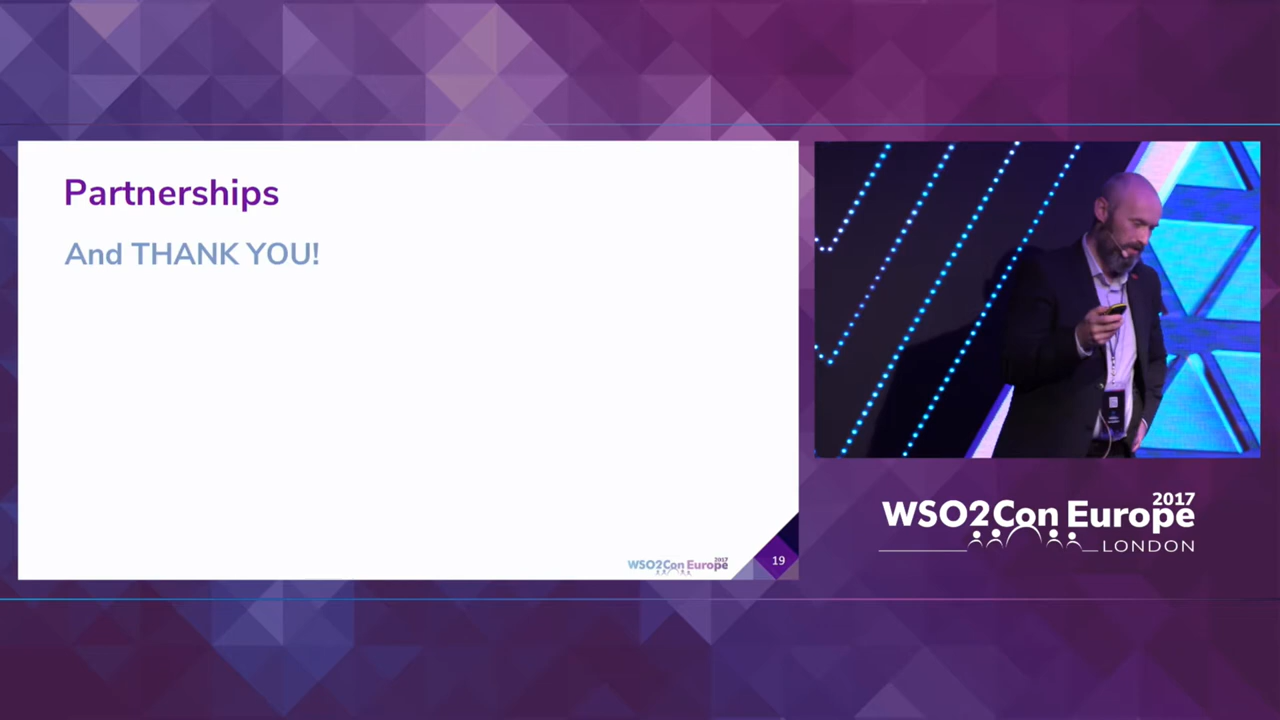 Partnerships
And THANK YOU!
WSO2Con Europe 2017
19
WSO2Con Europe 2017
LONDON